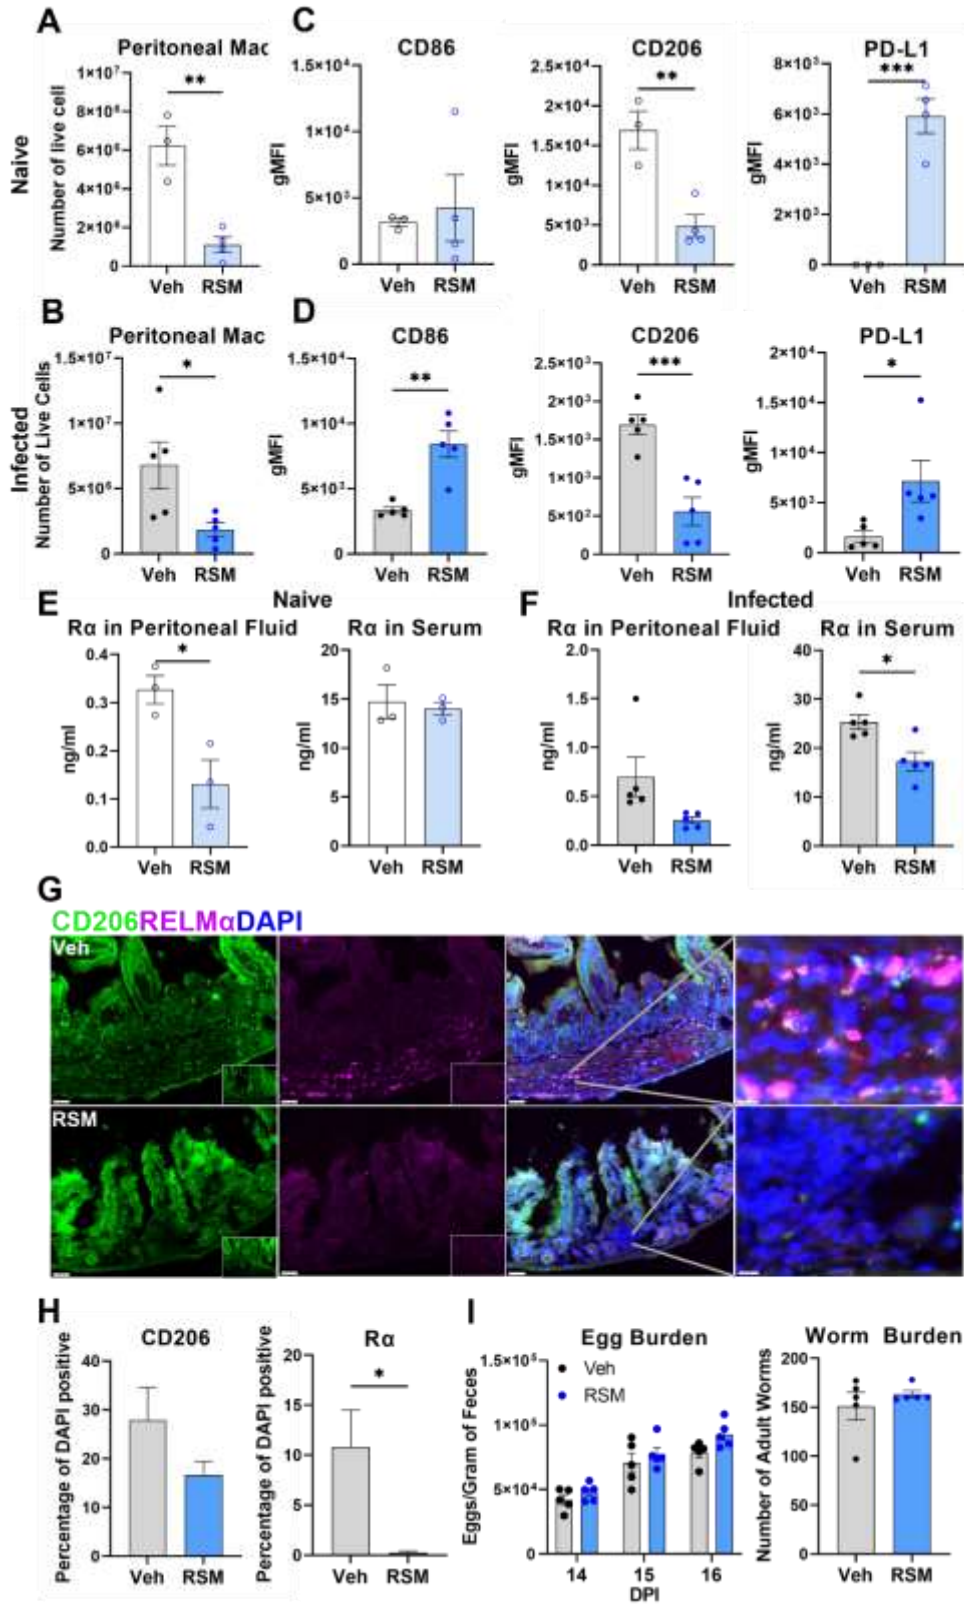 A
Peritoneal Mac
Naive
Number of live cell
1×10⁷
8×10⁶
6×10⁶
4×10⁶
2×10⁶
0
**
Veh RSM
C
CD86
gMFI
1.5×10⁴
1×10⁴
5×10³
0
Veh RSM
CD206
gMFI
2.5×10⁴
2×10⁴
1.5×10⁴
1×10⁴
5×10³
0
**
Veh RSM
PD-L1
gMFI
8×10³
6×10³
4×10³
2×10³
0
***
Veh RSM
B
Peritoneal Mac
Infected
Number of Live Cells
1.5×10⁷
1×10⁷
5×10⁶
0
*
Veh RSM
D
CD86
gMFI
1.5×10⁴
1×10⁴
5×10³
0
**
Veh RSM
CD206
gMFI
2.5×10³
2×10³
1.5×10³
1×10³
5×10²
0
***
Veh RSM
PD-L1
gMFI
2×10⁴
1.5×10⁴
1×10⁴
5×10³
0
*
Veh RSM
E
Naive
Rα in Peritoneal Fluid
ng/ml
0.4
0.3
0.2
0.1
0.0
*
Veh RSM
Rα in Serum
ng/ml
20
15
10
5
0
Veh RSM
F
Infected
Rα in Peritoneal Fluid
ng/ml
2.0
1.5
1.0
0.5
0.0
Veh RSM
Rα in Serum
ng/ml
40
30
20
10
0
*
Veh RSM
G
CD206RELMαDAPI
Veh
RSM
H
CD206
Percentage of DAPI positive
40
30
20
10
0
Veh RSM
Rα
Percentage of DAPI positive
20
15
10
5
0
*
Veh RSM
I
Egg Burden
Eggs/Gram of Feces
1.5×10⁵
1×10⁵
5×10⁴
0
Veh
RSM
14 15 16
DPI
Worm Burden
Number of Adult Worms
200
150
100
50
0
Veh RSM